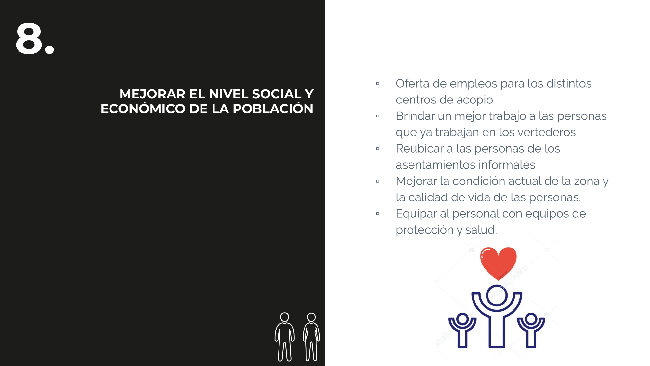 8.
MEJORAR EL NIVEL SOCIAL Y
ECONÓMICO DE LA POBLACIÓN
▫ Oferta de empleos para los distintos
centros de acopio
▫ Brindar un mejor trabajo a las personas
que ya trabajan en los vertederos
▫ Reubicar a las personas de los
asentamientos informales
▫ Mejorar la condición actual de la zona y
la calidad de vida de las personas.
▫ Equipar al personal con equipos de
protección y salud.